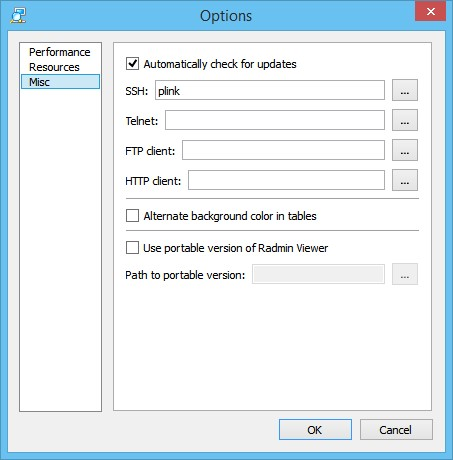 Options
Performance
Resources
Misc
Automatically check for updates
SSH: plink ...
Telnet: ...
FTP client: ...
HTTP client: ...
Alternate background color in tables
Use portable version of Radmin Viewer
Path to portable version: ...
OK Cancel